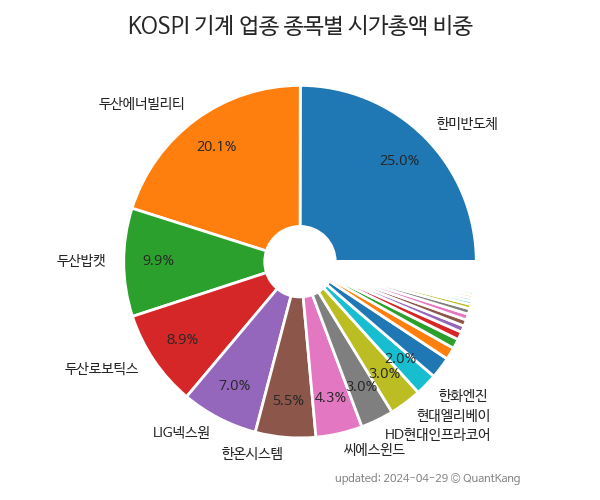 KOSPI 기계 업종 종목별 시가총액 비중
한미반도체
25.0%
두산에너빌리티
20.1%
두산밥캣
9.9%
두산로보틱스
8.9%
LIG넥스원
7.0%
한온시스템
5.5%
씨에스윈드
4.3%
HD현대인프라코어
3.0%
현대엘리베이
3.0%
한화엔진
2.0%
updated: 2024-04-29 © QuantKang